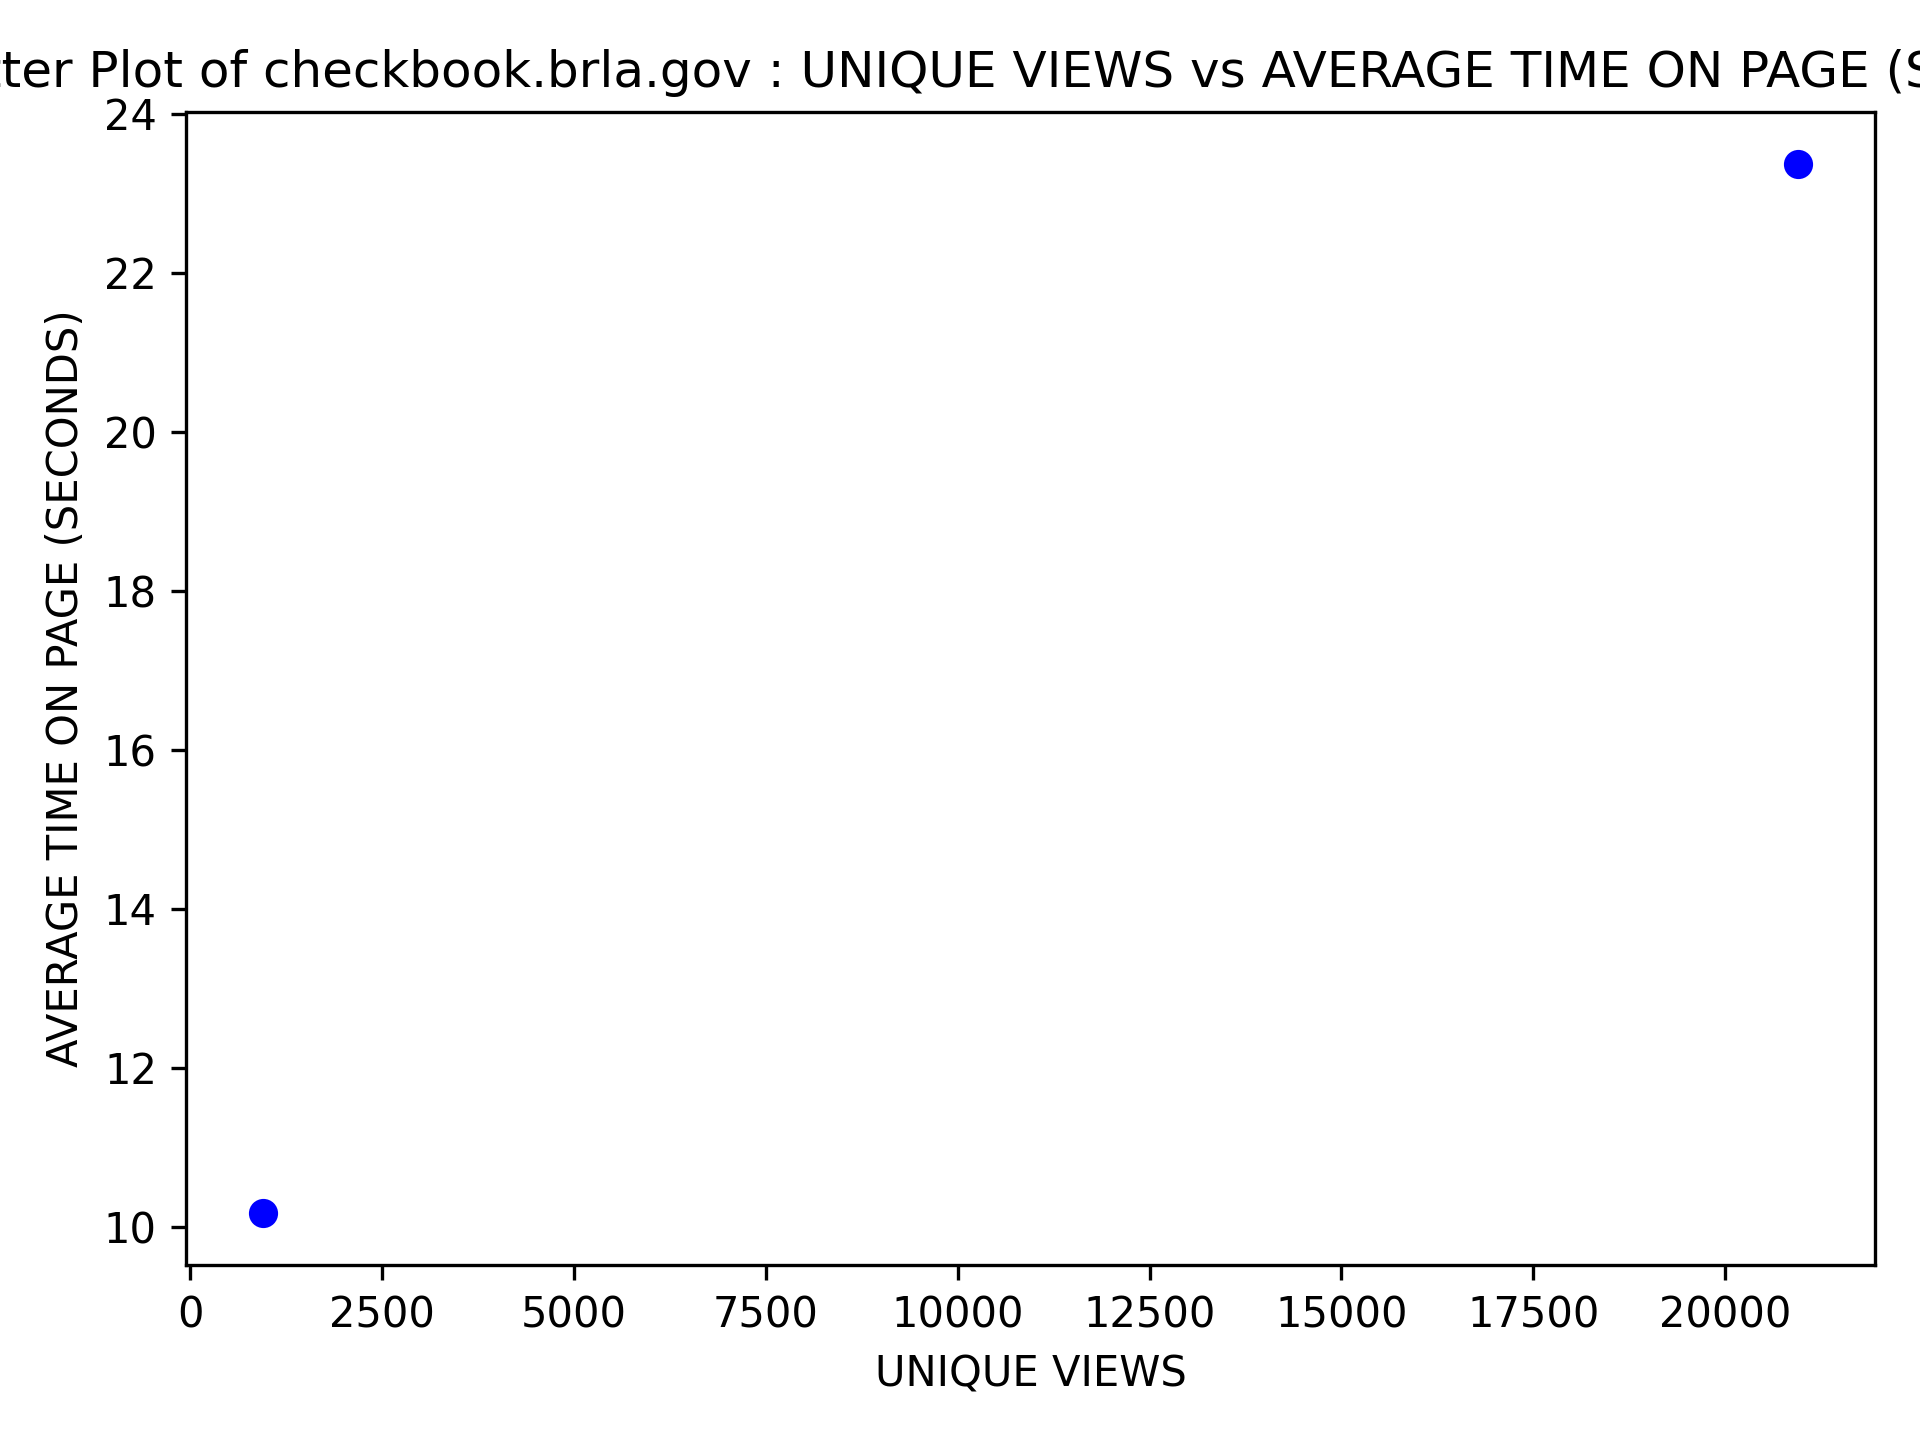 tter Plot of checkbook.brla.gov : UNIQUE VIEWS vs AVERAGE TIME ON PAGE (S
24
22
20
18
16
14
12
10
AVERAGE TIME ON PAGE (SECONDS)
0 2500 5000 7500 10000 12500 15000 17500 20000
UNIQUE VIEWS